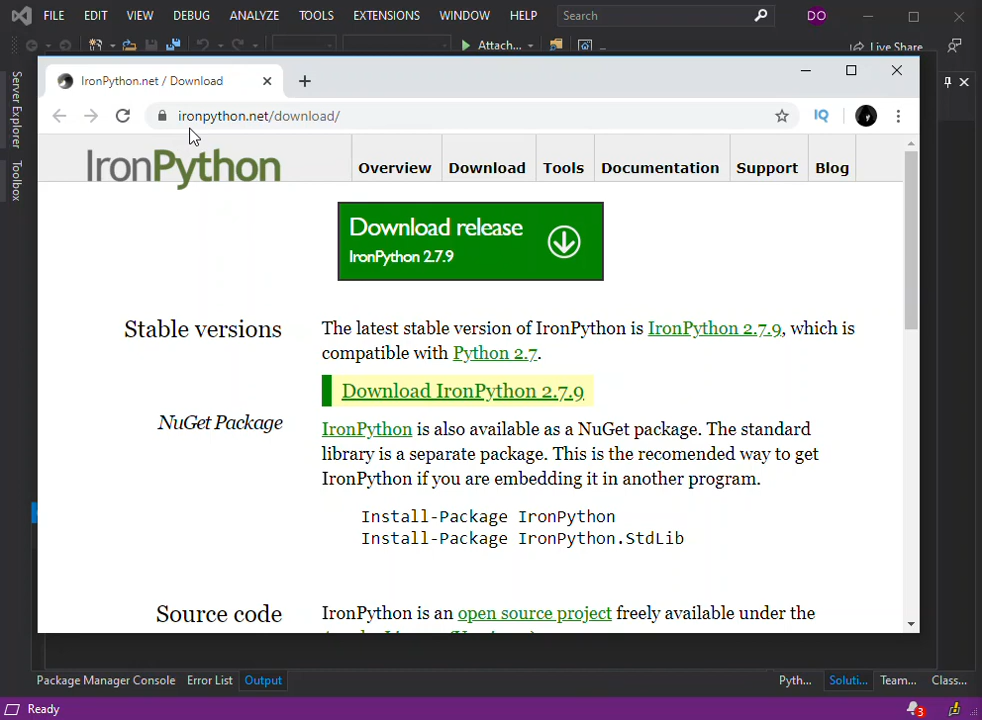 FILE EDIT VIEW DEBUG ANALYZE TOOLS EXTENSIONS WINDOW HELP Search DO
Attach... Live Share
Server Explorer
Toolbox
IronPython.net / Download
ironpython.net/download/ IQ
IronPython
Overview Download Tools Documentation Support Blog
Download release
IronPython 2.7.9
Stable versions
The latest stable version of IronPython is IronPython 2.7.9, which is
compatible with Python 2.7.
Download IronPython 2.7.9
NuGet Package
IronPython is also available as a NuGet package. The standard
library is a separate package. This is the recomended way to get
IronPython if you are embedding it in another program.
Install-Package IronPython
Install-Package IronPython.StdLib
Source code
IronPython is an open source project freely available under the
Package Manager Console Error List Output Pyth... Soluti... Team... Class...
Ready 3